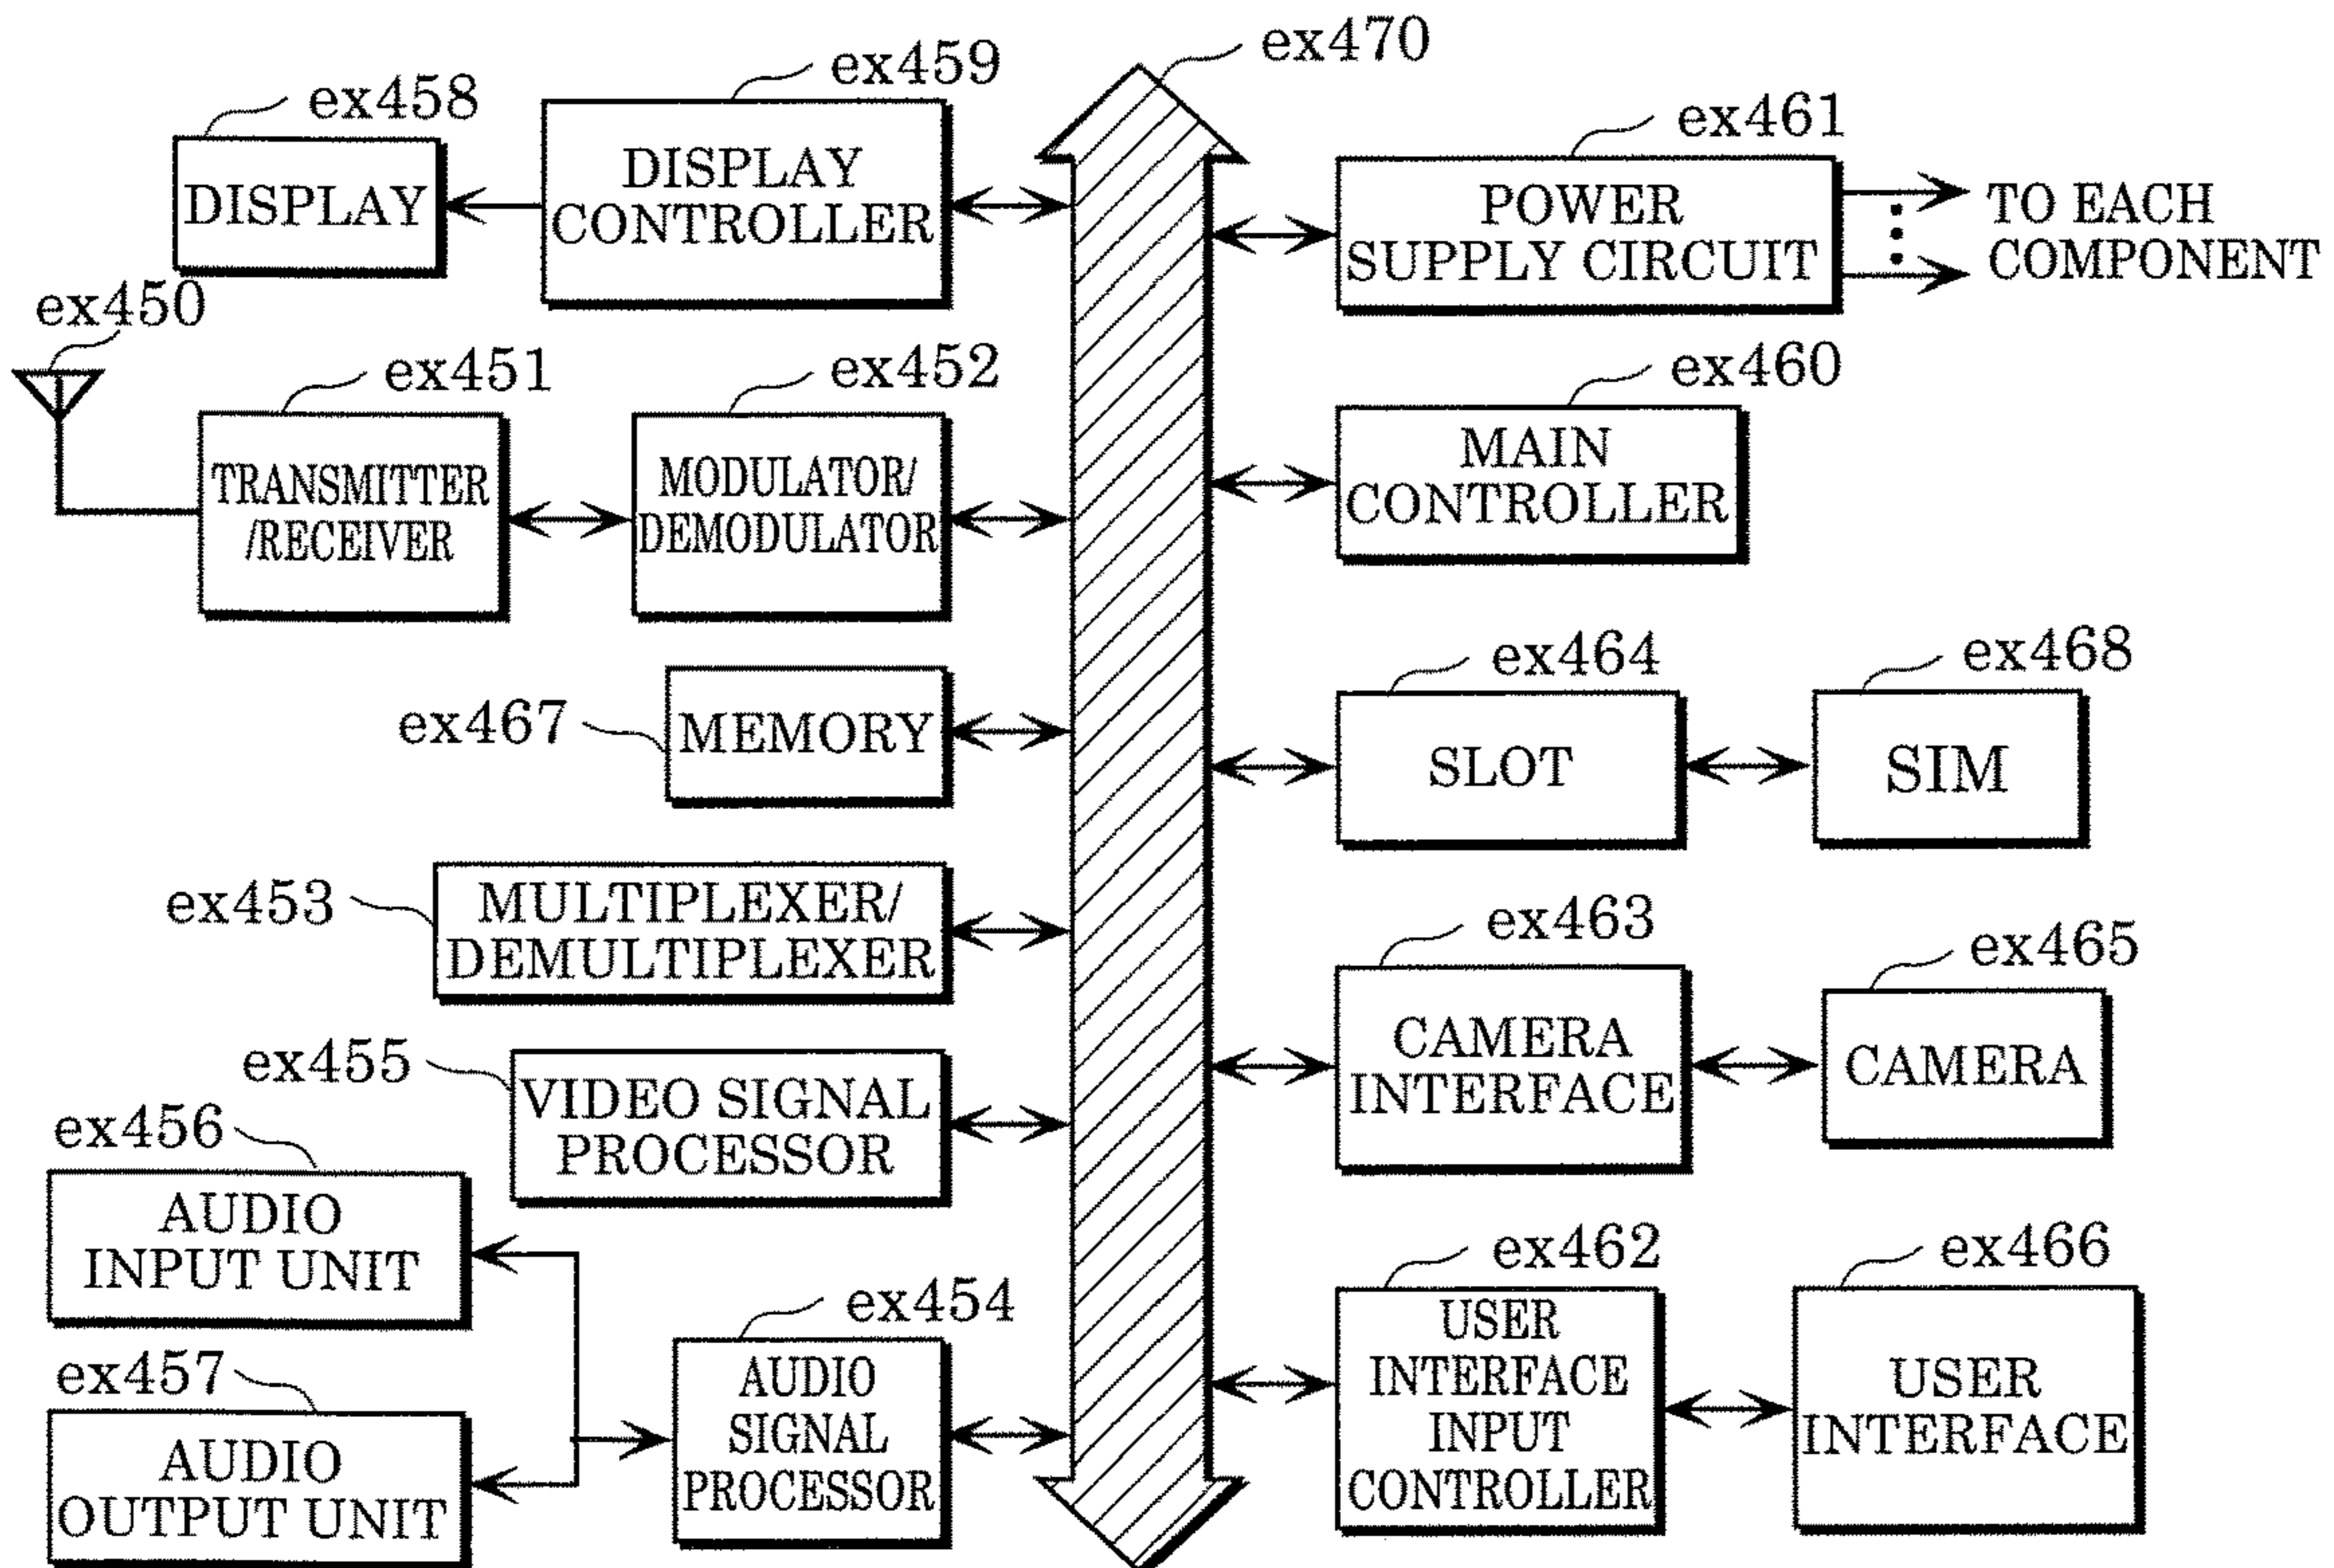 ex470
ex459
ex458
ex461
DISPLAY
DISPLAY
CONTROLLER
POWER
SUPPLY CIRCUIT
TO EACH
COMPONENT
ex450
ex451
ex452
ex460
TRANSMITTER
/RECEIVER
MODULATOR/
DEMODULATOR
MAIN
CONTROLLER
ex464
ex468
ex467
MEMORY
SLOT
SIM
ex453
MULTIPLEXER/
DEMULTIPLEXER
ex463
ex465
ex455
VIDEO SIGNAL
PROCESSOR
CAMERA
INTERFACE
CAMERA
ex456
AUDIO
INPUT UNIT
ex454
ex462
ex466
ex457
AUDIO
OUTPUT UNIT
AUDIO
SIGNAL
PROCESSOR
USER
INTERFACE
INPUT
CONTROLLER
USER
INTERFACE